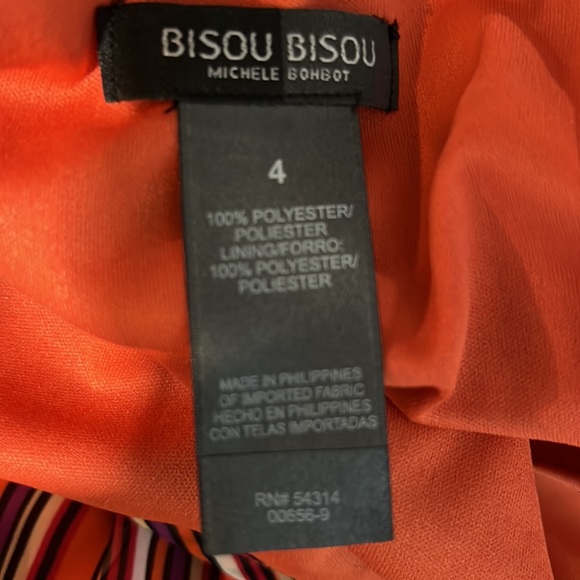 BISOU BISOU
MICHELE BOHBOT
4
100% POLYESTER/
POLIESTER
LINING/FORRO:
100% POLYESTER/
POLIESTER
MADE IN PHILIPPINES
OF IMPORTED FABRIC
HECHO EN PHILIPPINES
CON TELAS IMPORTADAS
RN# 54314
00656-9